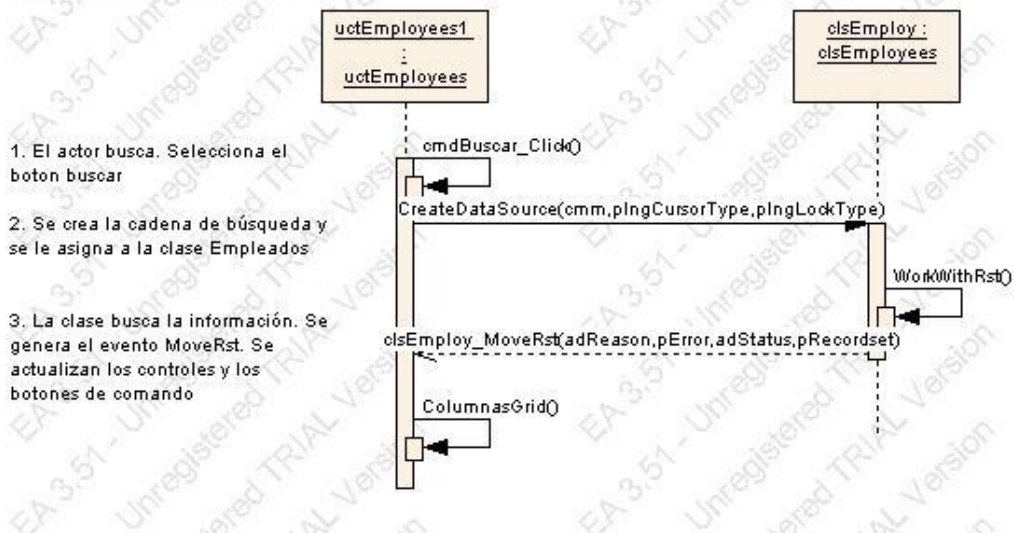 uctEmployees1
:
uctEmployees
clsEmploy :
clsEmployees
1. El actor busca. Selecciona el
boton buscar
cmdBuscar_Click()
2. Se crea la cadena de búsqueda y
se le asigna a la clase Empleados
CreateDataSource(cmm,plngCursorType,plngLockType)
WorkWithRst()
3. La clase busca la información. Se
genera el evento MoveRst. Se
actualizan los controles y los
botones de comando
clsEmploy_MoveRst(adReason,pError,adStatus,pRecordset)
ColumnasGrid()
EA 3.51 - Unregistered TRIAL Version